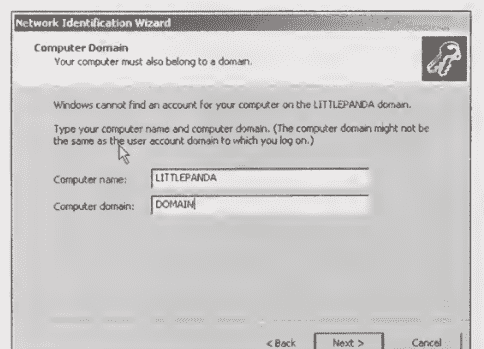 Network Identification Wizard
Computer Domain
Your computer must also belong to a domain.
Windows cannot find an account for your computer on the LITTLEPANDA domain.
Type your computer name and computer domain. (The computer domain might not be
the same as the user account domain to which you log on.)
Computer name: LITTLEPANDA
Computer domain: DOMAIN
< Back Next > Cancel